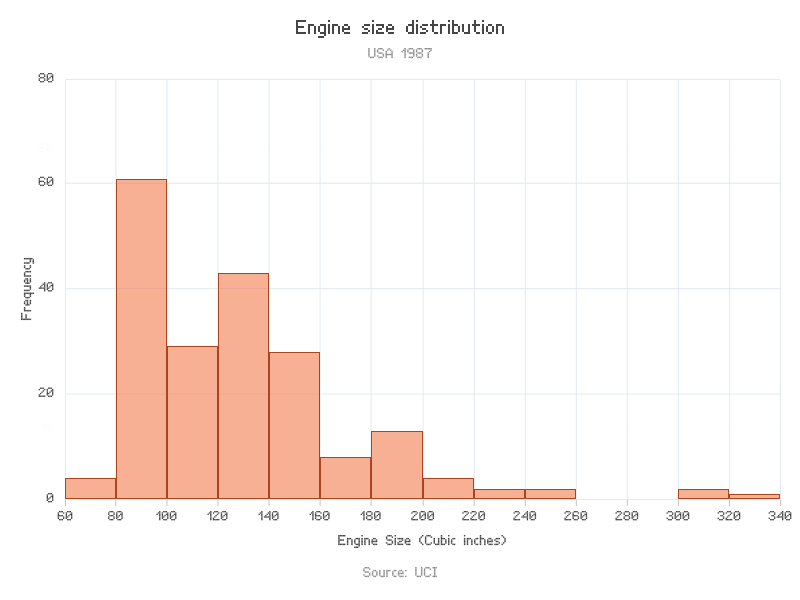 Engine size distribution
USA 1987
80
60
40
20
0
Frequency
60 80 100 120 140 160 180 200 220 240 260 280 300 320 340
Engine Size (Cubic inches)
Source: UCI